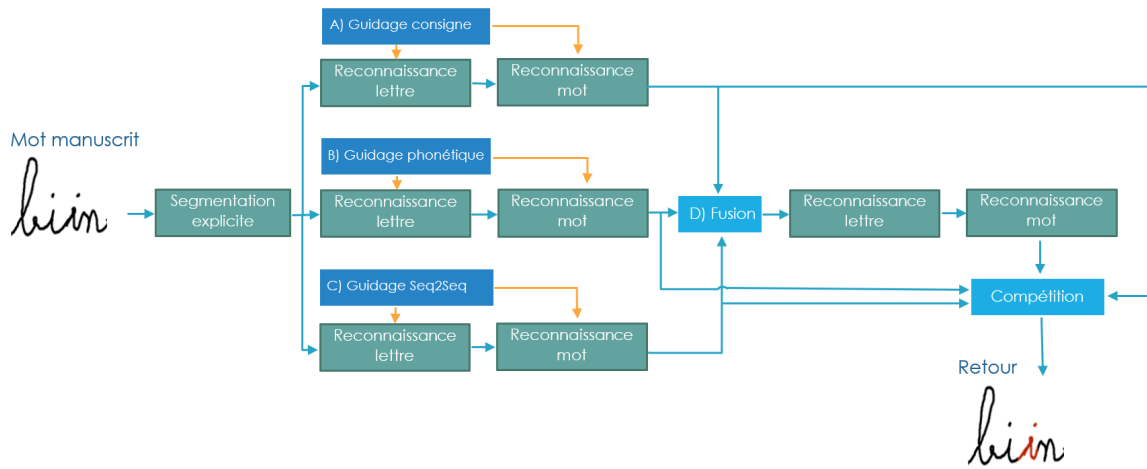 A) Guidage consigne
Reconnaissance
lettre
Reconnaissance
mot
Mot manuscrit
biin
Segmentation
explicite
B) Guidage phonétique
Reconnaissance
lettre
Reconnaissance
mot
D) Fusion
Reconnaissance
lettre
Reconnaissance
mot
C) Guidage Seq2Seq
Reconnaissance
lettre
Reconnaissance
mot
Compétition
Retour
biin